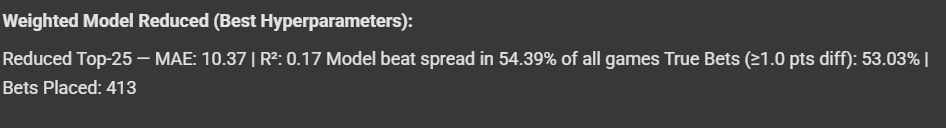 Weighted Model Reduced (Best Hyperparameters):
Reduced Top-25 — MAE: 10.37 | R²: 0.17 Model beat spread in 54.39% of all games True Bets (≥1.0 pts diff): 53.03% |
Bets Placed: 413